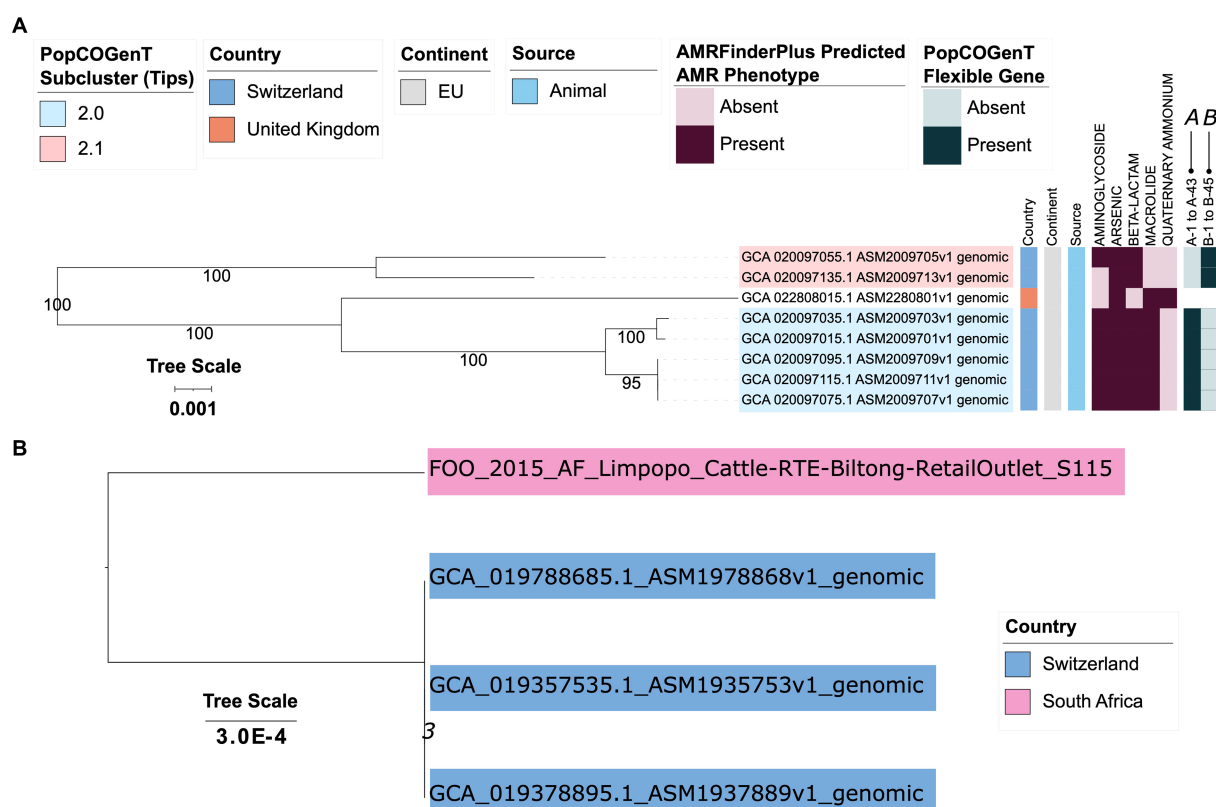 A
PopCOGenT
Subcluster (Tips)
2.0
2.1
Country
Switzerland
United Kingdom
Continent
EU
Source
Animal
AMRFinderPlus Predicted
AMR Phenotype
Absent
Present
PopCOGenT
Flexible Gene
Absent
Present
A B
Country
Continent
Source
AMINOGLYCOSIDE
ARSENIC
BETA-LACTAM
MACROLIDE
QUATERNARY AMMONIUM
A-1 to A-43
B-1 to B-45
GCA 020097055.1 ASM2009705v1 genomic
GCA 020097135.1 ASM2009713v1 genomic
GCA 022808015.1 ASM2280801v1 genomic
GCA 020097035.1 ASM2009703v1 genomic
GCA 020097015.1 ASM2009701v1 genomic
GCA 020097095.1 ASM2009709v1 genomic
GCA 020097115.1 ASM2009711v1 genomic
GCA 020097075.1 ASM2009707v1 genomic
100
100
100
100
100
95
Tree Scale
0.001
B
FOO_2015_AF_Limpopo_Cattle-RTE-Biltong-RetailOutlet_S115
GCA_019788685.1_ASM1978868v1_genomic
GCA_019357535.1_ASM1935753v1_genomic
GCA_019378895.1_ASM1937889v1_genomic
3
Tree Scale
3.0E-4
Country
Switzerland
South Africa